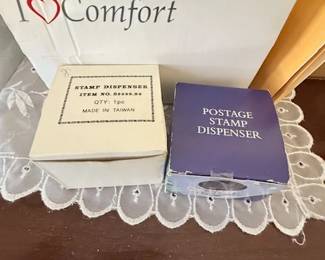 I Comfort
STAMP DISPENSER
QTY: 1pc
MADE IN TAIWAN
POSTAGE
STAMP
DISPENSER